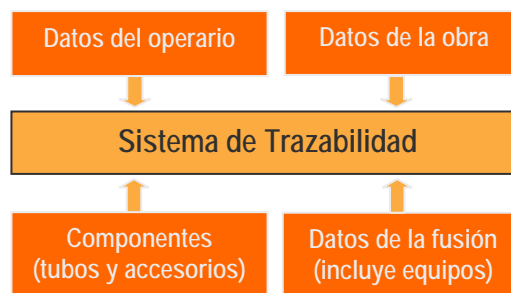 Datos del operario
Datos de la obra
Sistema de Trazabilidad
Componentes
(tubos y accesorios)
Datos de la fusión
(incluye equipos)